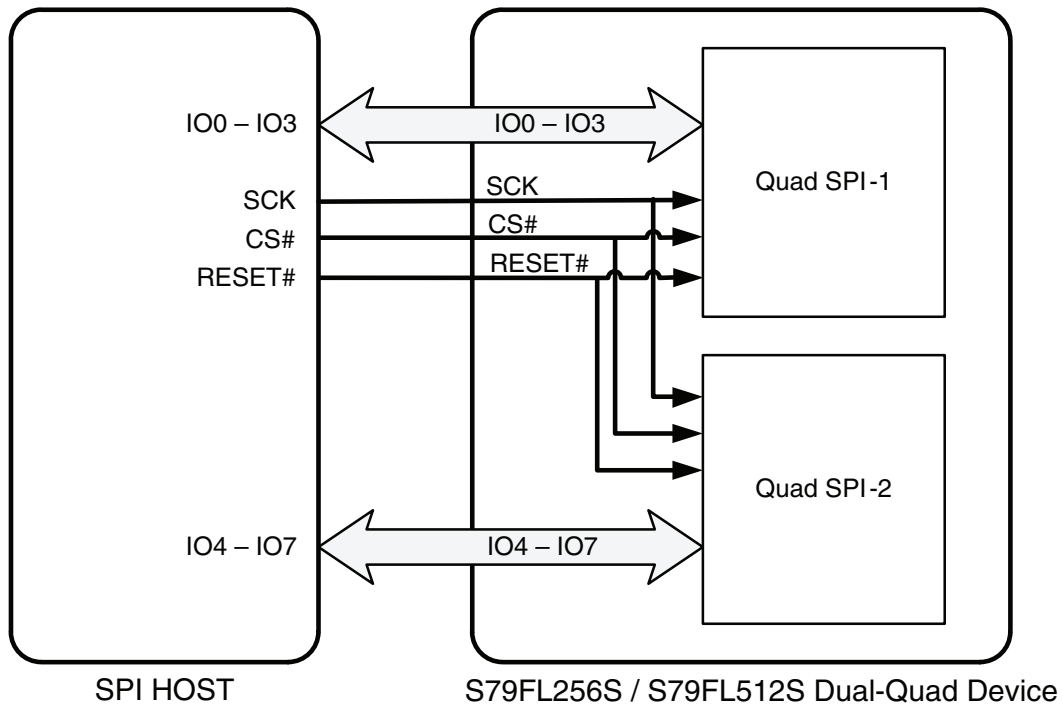 IO0 – IO3
IO0 – IO3
Quad SPI-1
SCK
SCK
CS#
CS#
RESET#
RESET#
Quad SPI-2
IO4 – IO7
IO4 – IO7
SPI HOST
S79FL256S / S79FL512S Dual-Quad Device